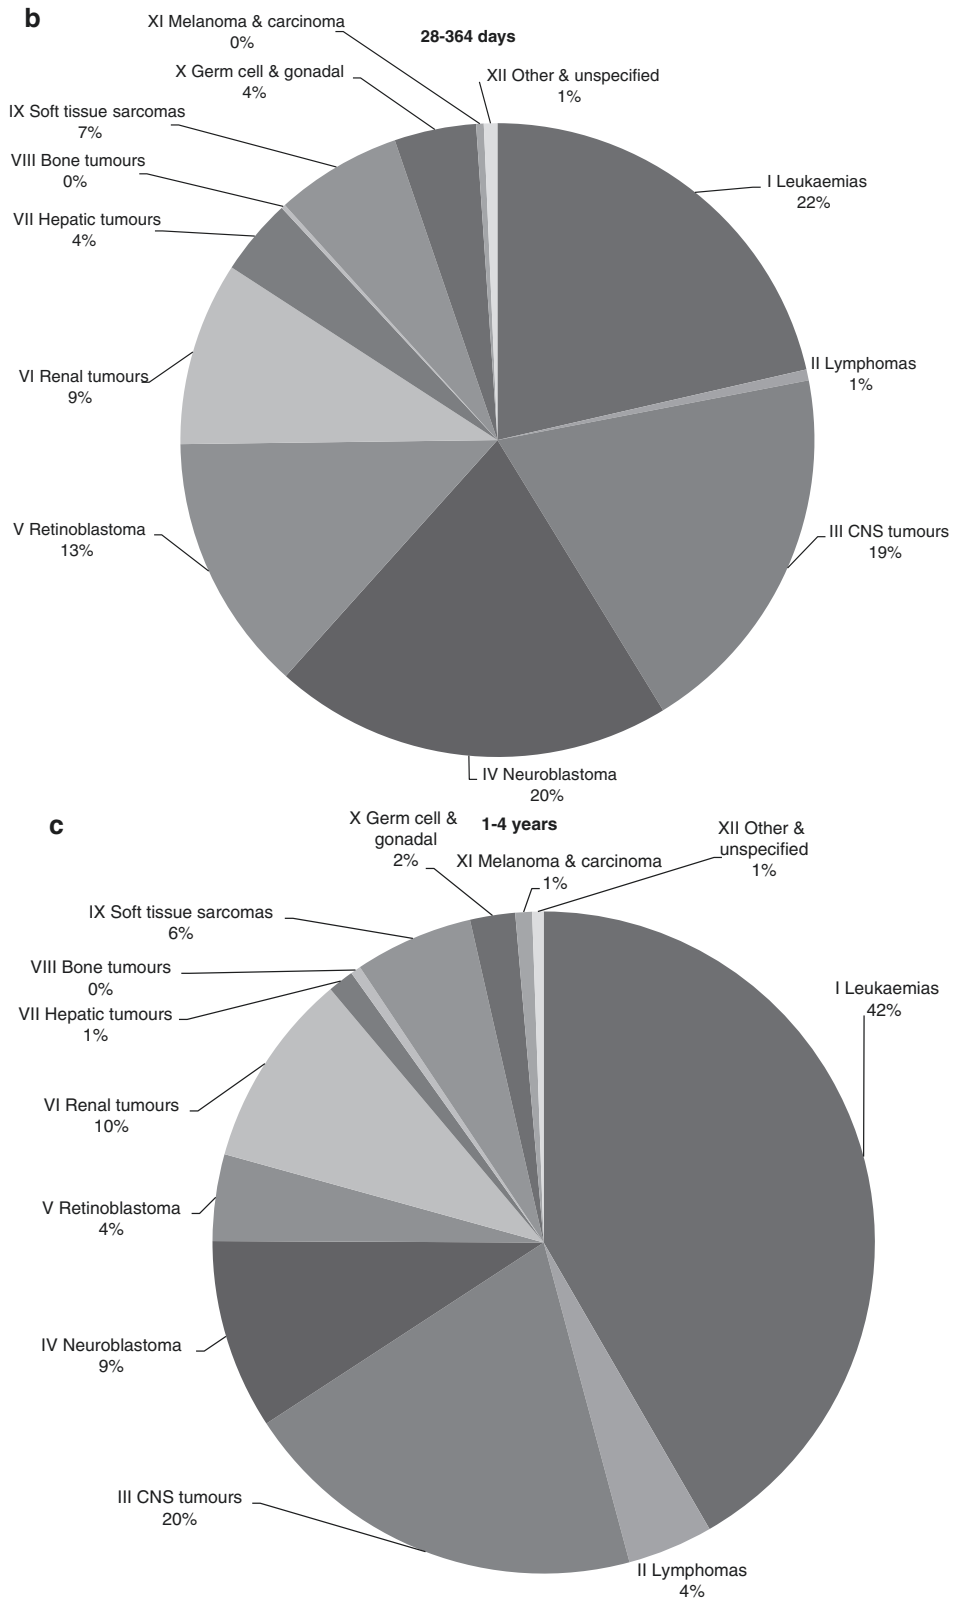 b
28-364 days
XI Melanoma & carcinoma
0%
XII Other & unspecified
1%
X Germ cell & gonadal
4%
IX Soft tissue sarcomas
7%
VIII Bone tumours
0%
VII Hepatic tumours
4%
I Leukaemias
22%
II Lymphomas
1%
VI Renal tumours
9%
V Retinoblastoma
13%
III CNS tumours
19%
IV Neuroblastoma
20%
c
1-4 years
X Germ cell &
gonadal
2%
XI Melanoma & carcinoma
1%
XII Other &
unspecified
1%
IX Soft tissue sarcomas
6%
VIII Bone tumours
0%
VII Hepatic tumours
1%
I Leukaemias
42%
VI Renal tumours
10%
V Retinoblastoma
4%
IV Neuroblastoma
9%
III CNS tumours
20%
II Lymphomas
4%